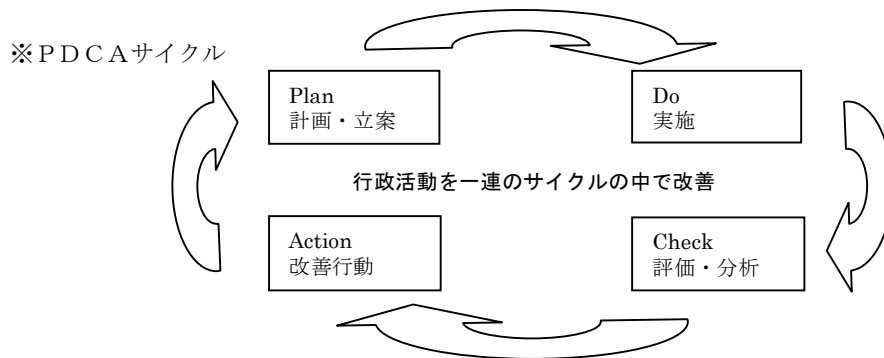 ※ＰＤＣＡサイクル
Plan
計画・立案
Do
実施
行政活動を一連のサイクルの中で改善
Action
改善行動
Check
評価・分析